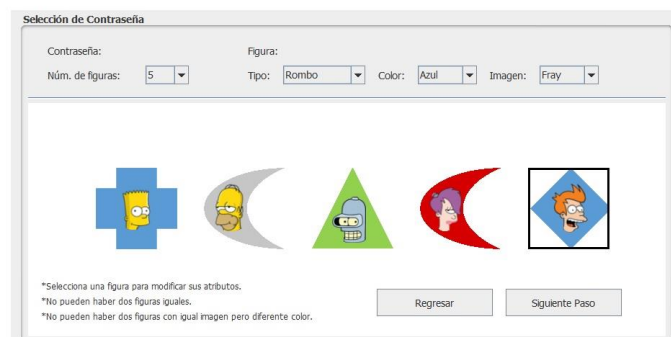 Selección de Contraseña
Contraseña: Figura:
Núm. de figuras: 5 Tipo: Rombo Color: Azul Imagen: Fray
*Selecciona una figura para modificar sus atributos.
*No pueden haber dos figuras iguales.
*No pueden haber dos figuras con igual imagen pero diferente color.
Regresar Siguiente Paso